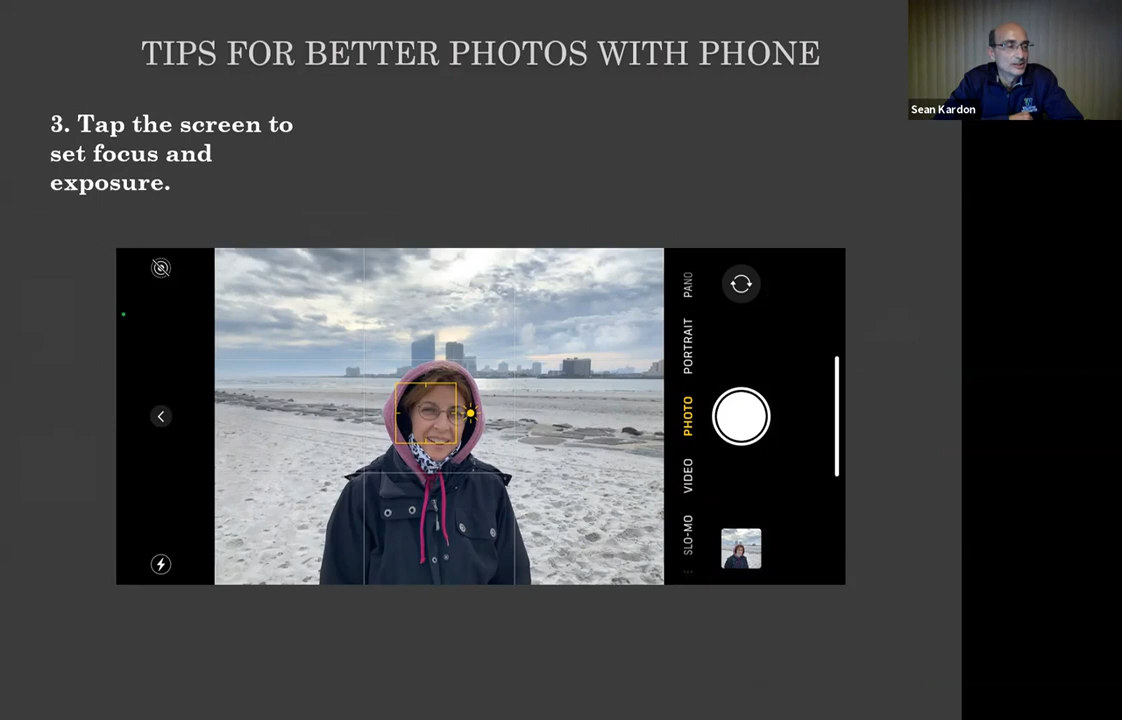 TIPS FOR BETTER PHOTOS WITH PHONE
Sean Kardon
3. Tap the screen to
set focus and
exposure.
PANO
PORTRAIT
PHOTO
VIDEO
SLO-MO